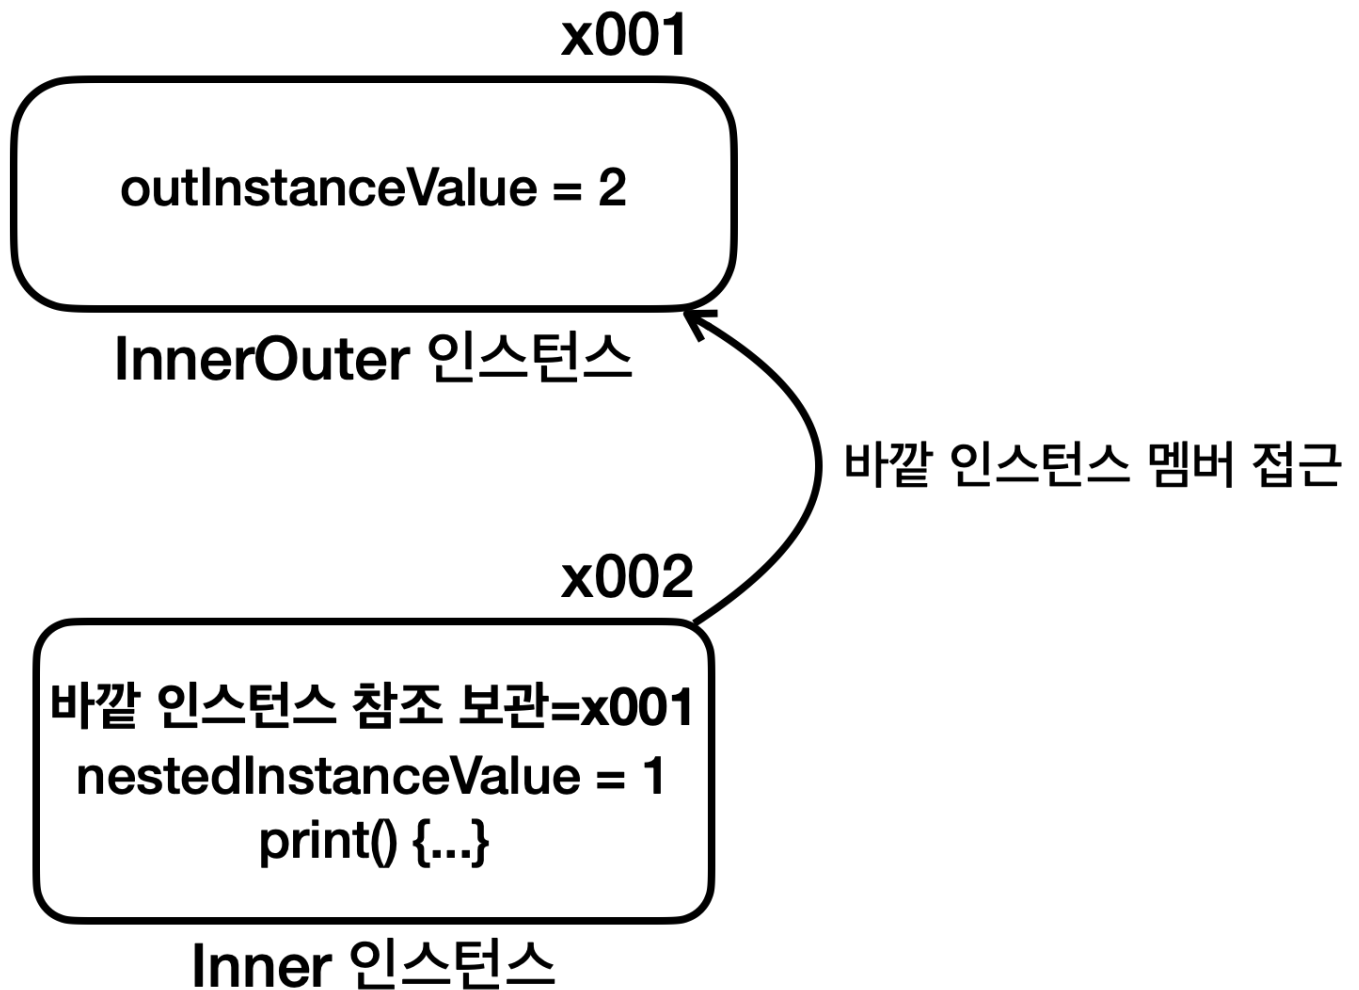 x001
outInstanceValue = 2
InnerOuter 인스턴스
바깥 인스턴스 멤버 접근
x002
바깥 인스턴스 참조 보관=x001
nestedInstanceValue = 1
print() {...}
Inner 인스턴스